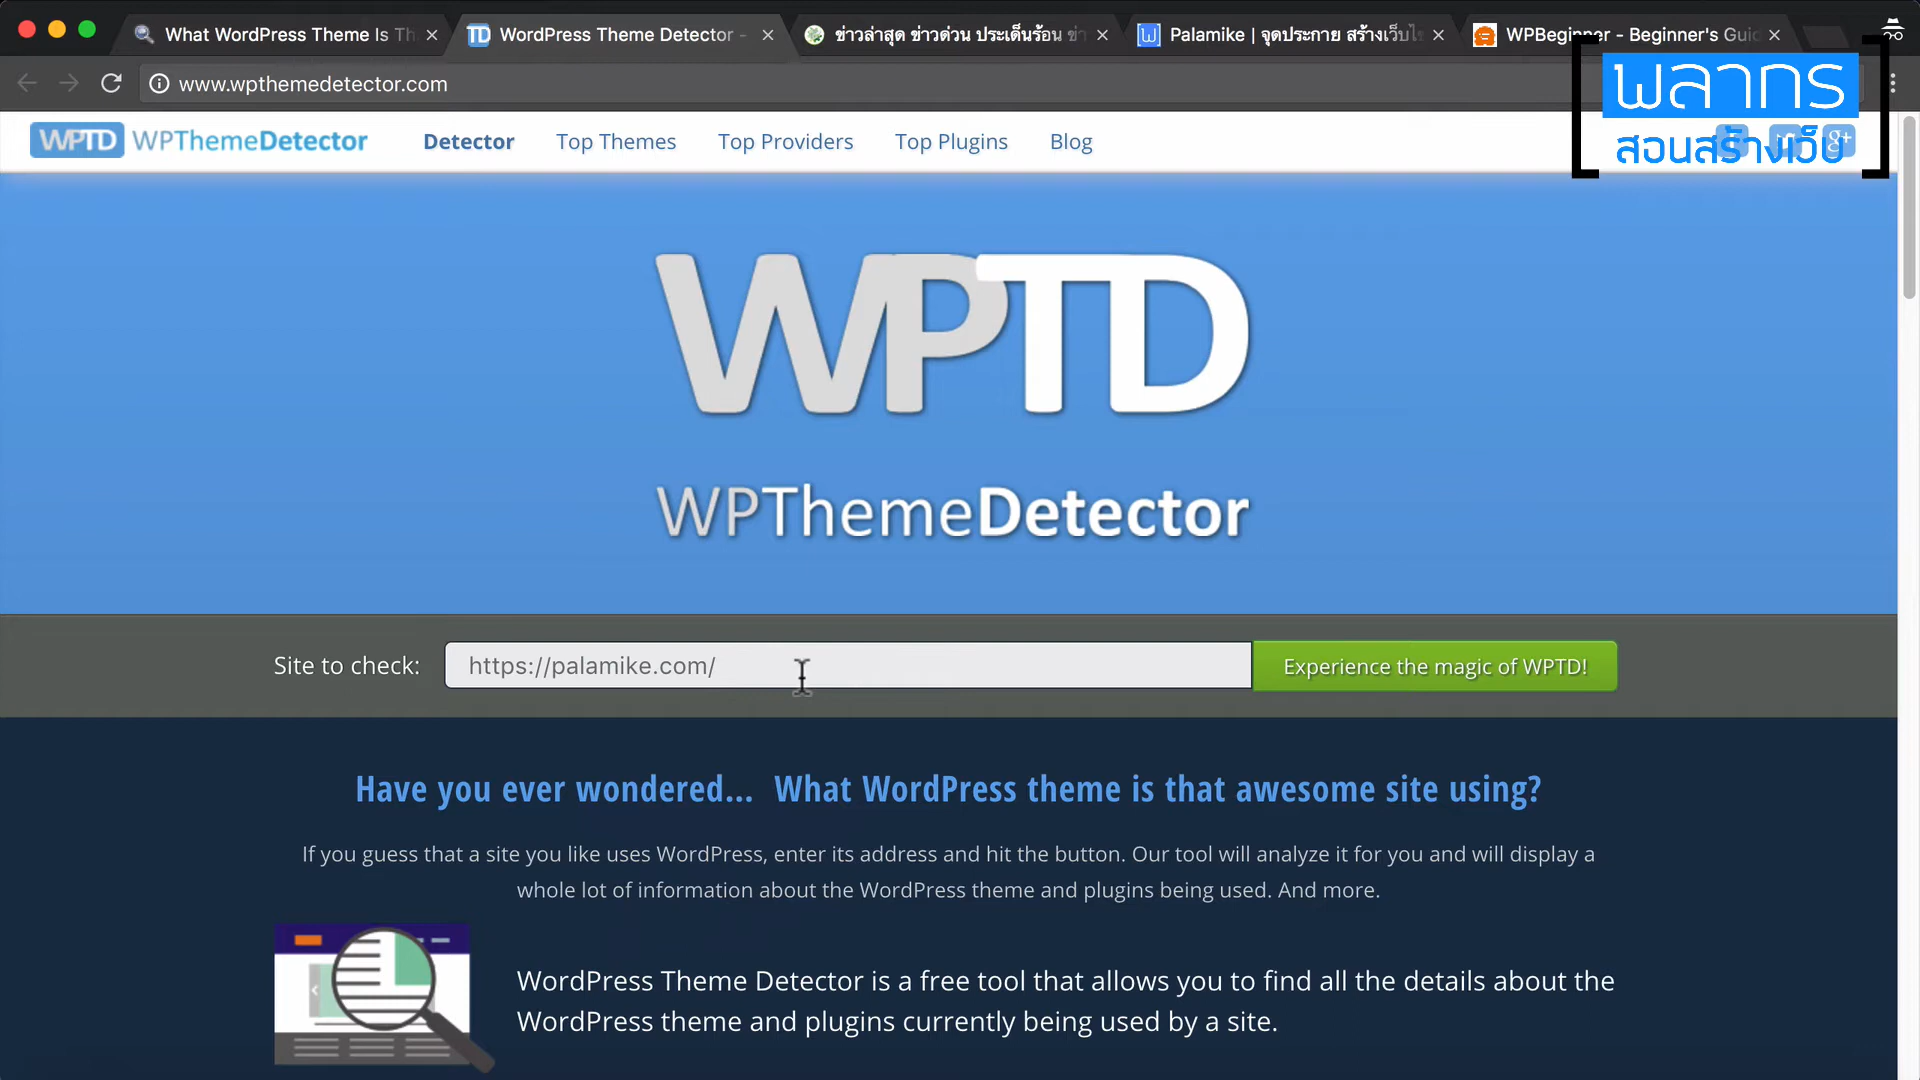 What WordPress Theme Is Th
WordPress Theme Detector -
ข่าวล่าสุด ข่าวด่วน ประเด็นร้อน ข่า
Palamike | จุดประกาย สร้างเว็บไซ
WPBeginner - Beginner's Guid
www.wpthemedetector.com
พลากร
สอนสร้างเว็บ
WPTD WPThemeDetector
Detector
Top Themes
Top Providers
Top Plugins
Blog
g+
WPTD
WPThemeDetector
Site to check:
https://palamike.com/
Experience the magic of WPTD!
Have you ever wondered... What WordPress theme is that awesome site using?
If you guess that a site you like uses WordPress, enter its address and hit the button. Our tool will analyze it for you and will display a
whole lot of information about the WordPress theme and plugins being used. And more.
WordPress Theme Detector is a free tool that allows you to find all the details about the
WordPress theme and plugins currently being used by a site.